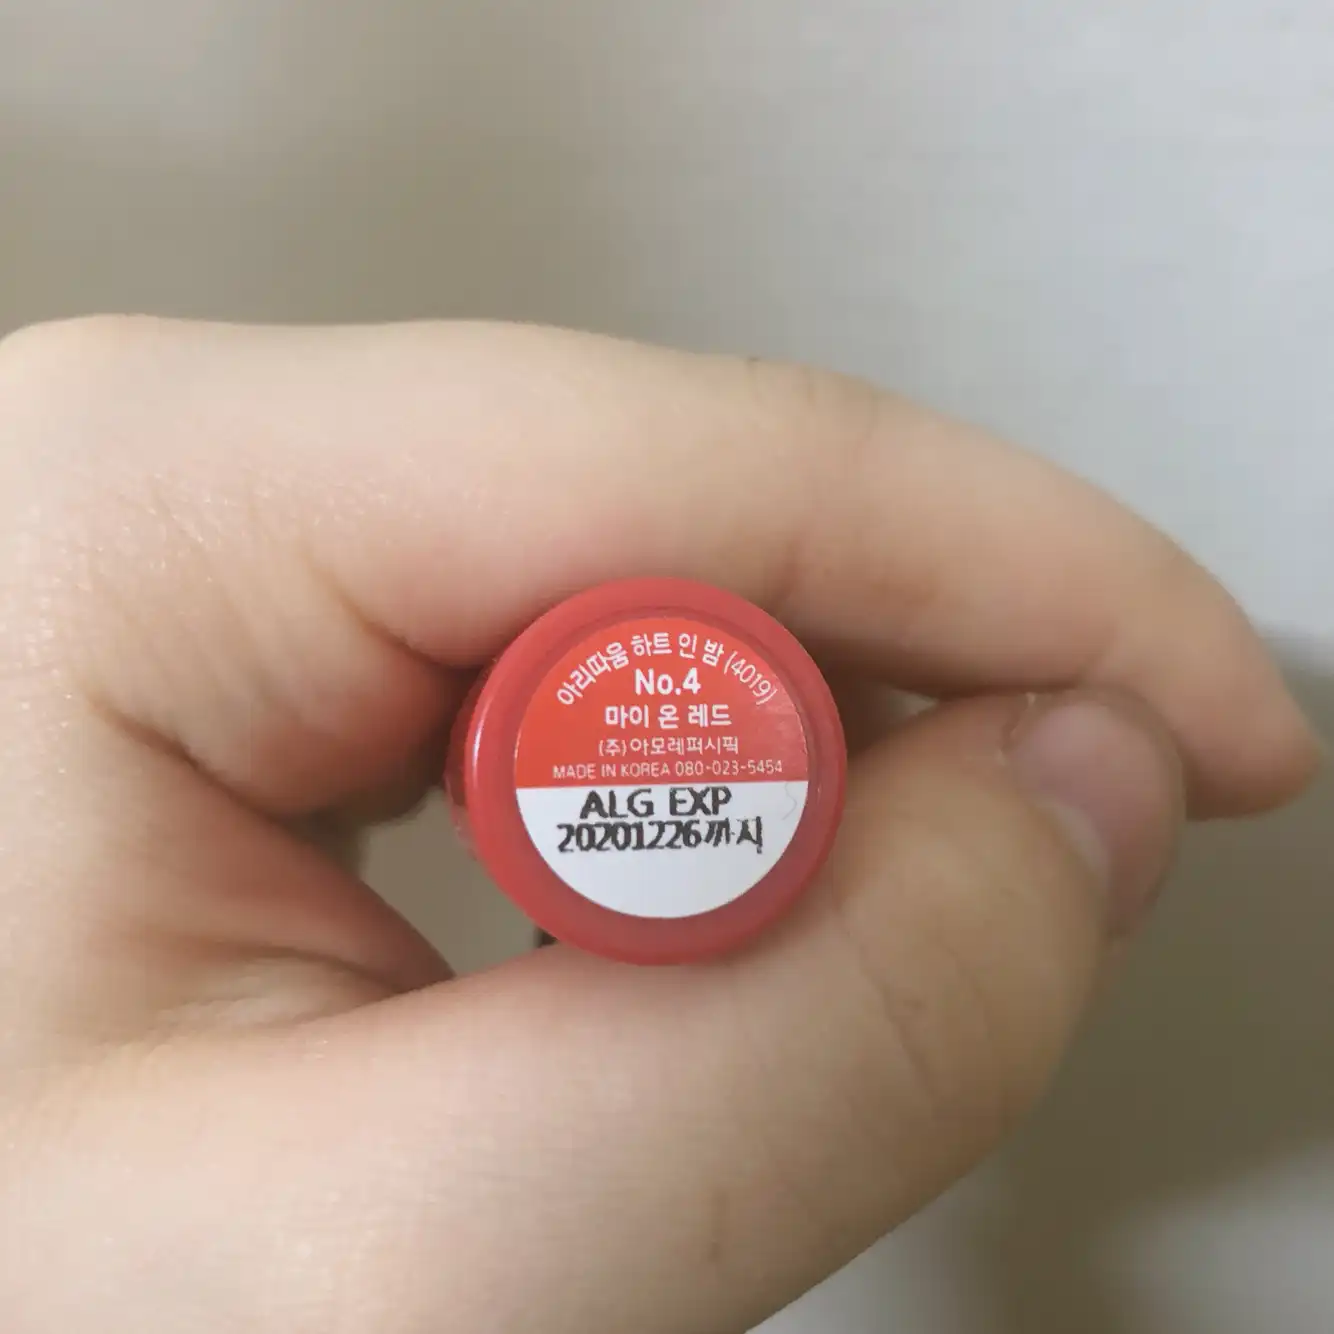 아리따움 하트 인 밤 (4019)
No.4
마이 온 레드
(주)아모레퍼시픽
MADE IN KOREA 080-023-5454
ALG EXP
20201226까지